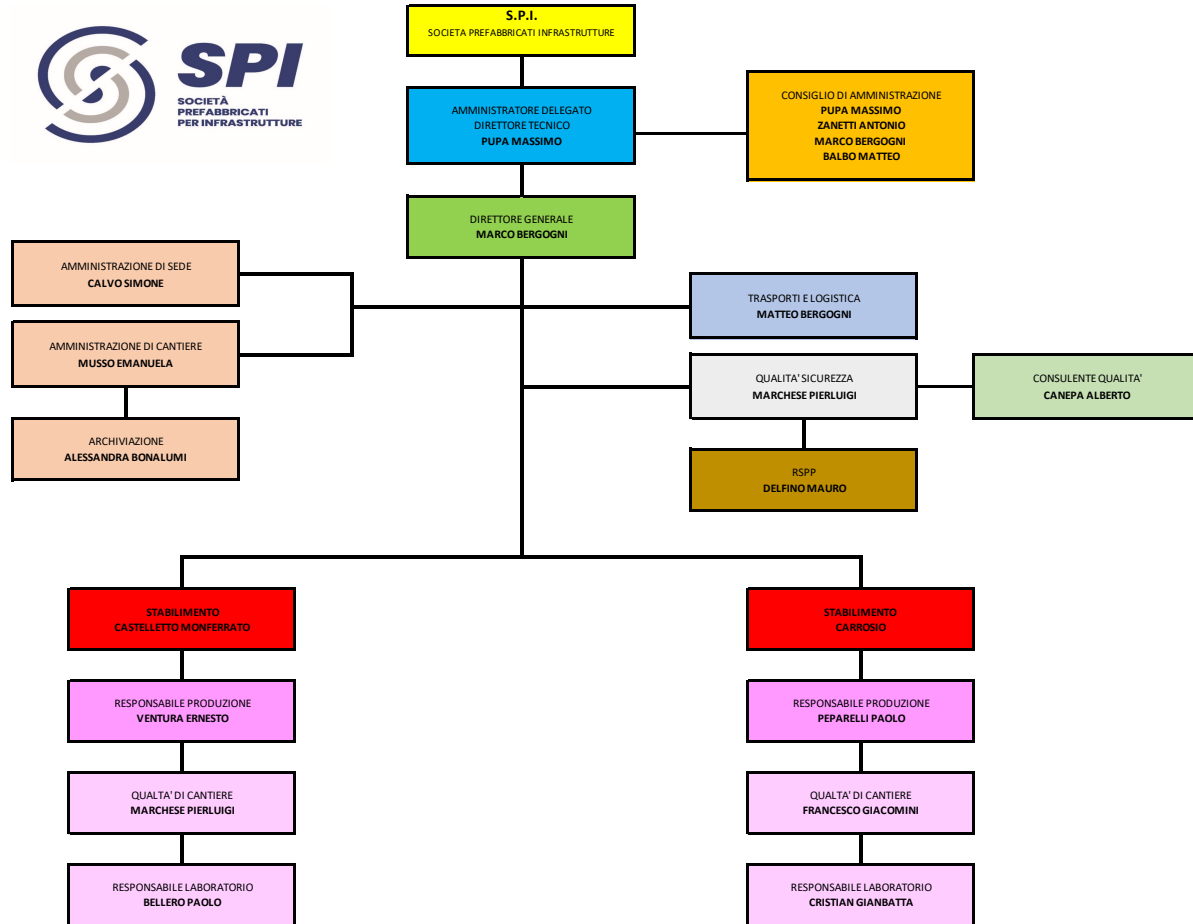 SPI
SOCIETÀ
PREFABBRICATI
PER INFRASTRUTTURE
S.P.I.
SOCIETA PREFABBRICATI INFRASTRUTTURE
AMMINISTRATORE DELEGATO
DIRETTORE TECNICO
PUPA MASSIMO
CONSIGLIO DI AMMINISTRAZIONE
PUPA MASSIMO
ZANETTI ANTONIO
MARCO BERGOGNI
BALBO MATTEO
DIRETTORE GENERALE
MARCO BERGOGNI
AMMINISTRAZIONE DI SEDE
CALVO SIMONE
TRASPORTI E LOGISTICA
MATTEO BERGOGNI
AMMINISTRAZIONE DI CANTIERE
MUSSO EMANUELA
QUALITA' SICUREZZA
MARCHESE PIERLUIGI
CONSULENTE QUALITA'
CANEPA ALBERTO
ARCHIVIAZIONE
ALESSANDRA BONALUMI
RSPP
DELFINO MAURO
STABILIMENTO
CASTELLETTO MONFERRATO
STABILIMENTO
CARROSIO
RESPONSABILE PRODUZIONE
VENTURA ERNESTO
RESPONSABILE PRODUZIONE
PEPARELLI PAOLO
QUALTA' DI CANTIERE
MARCHESE PIERLUIGI
QUALTA' DI CANTIERE
FRANCESCO GIACOMINI
RESPONSABILE LABORATORIO
BELLERO PAOLO
RESPONSABILE LABORATORIO
CRISTIAN GIANBATTA